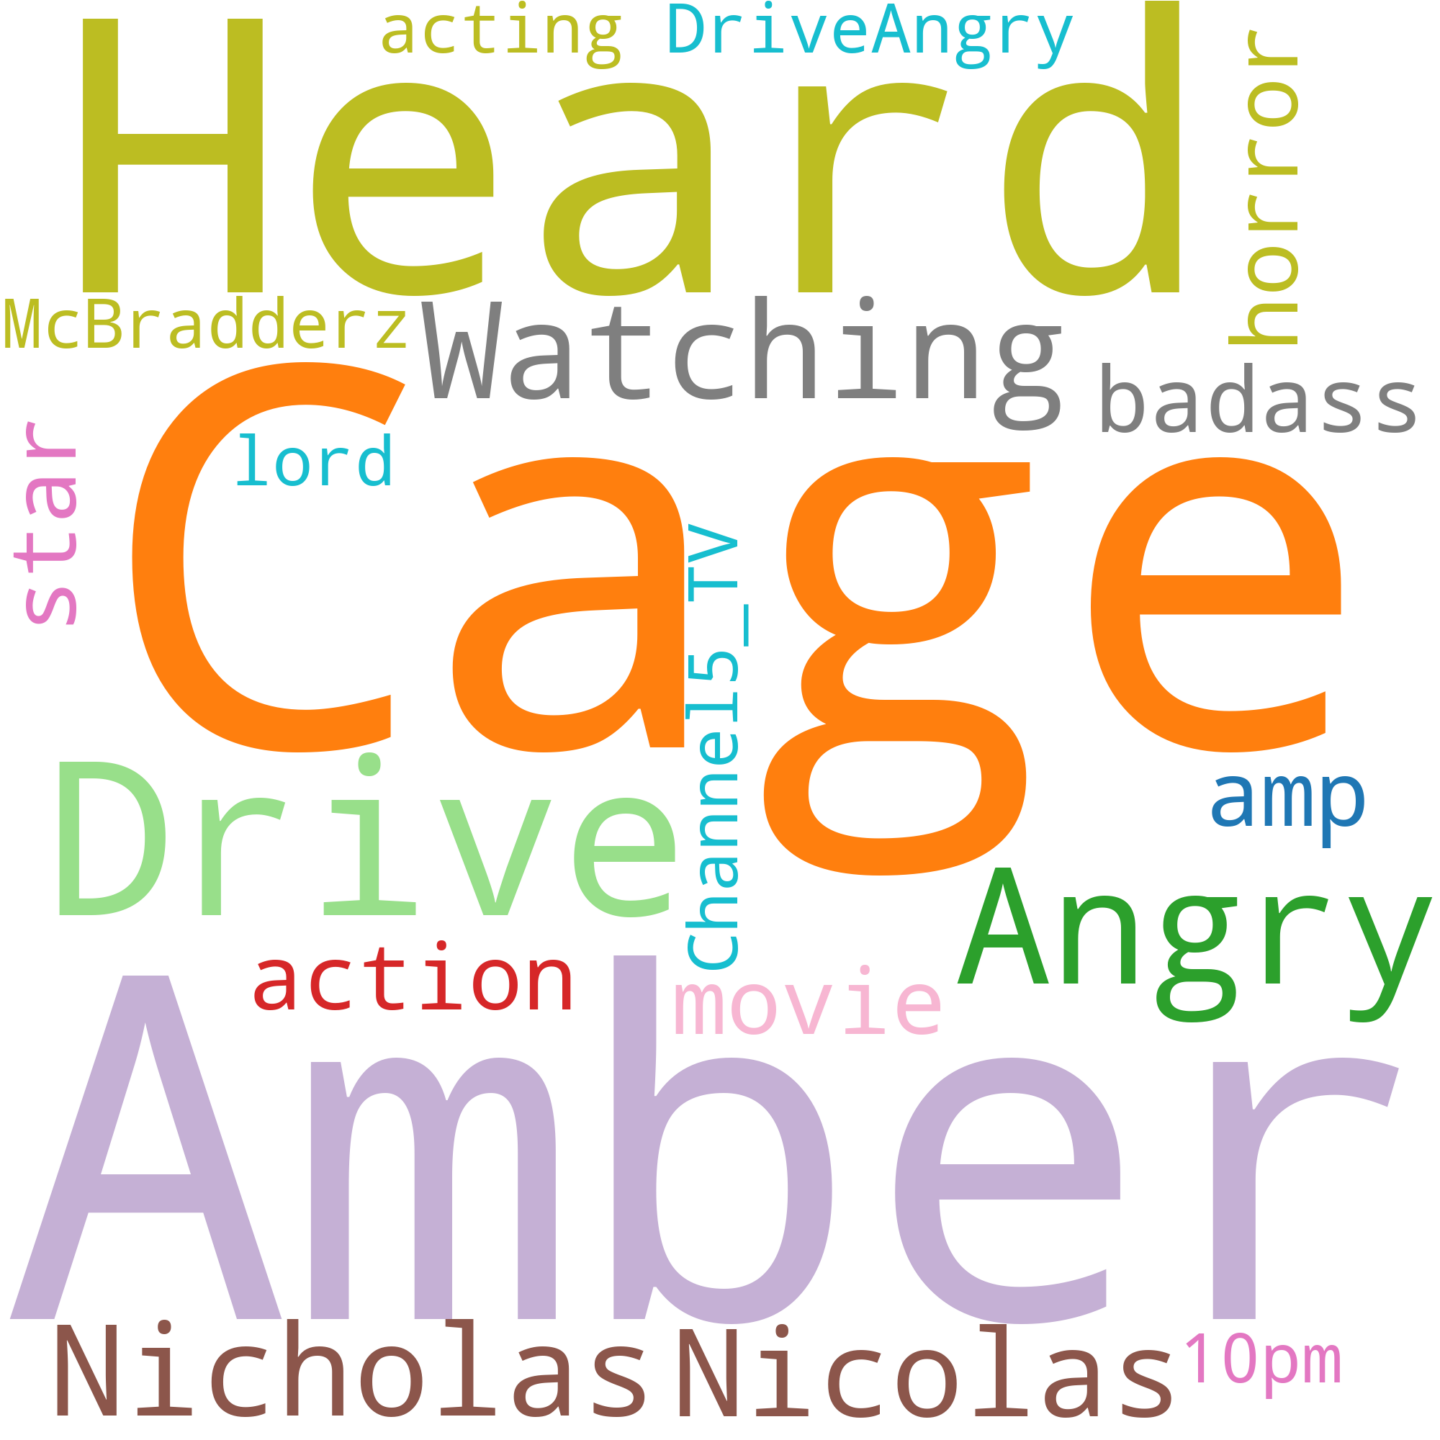 acting DriveAngry
Heard
horror
McBradderz
Watching
badass
Cage
lord
star
Channel5_TV
Drive
amp
Angry
action
movie
Amber
Nicholas Nicolas
10pm